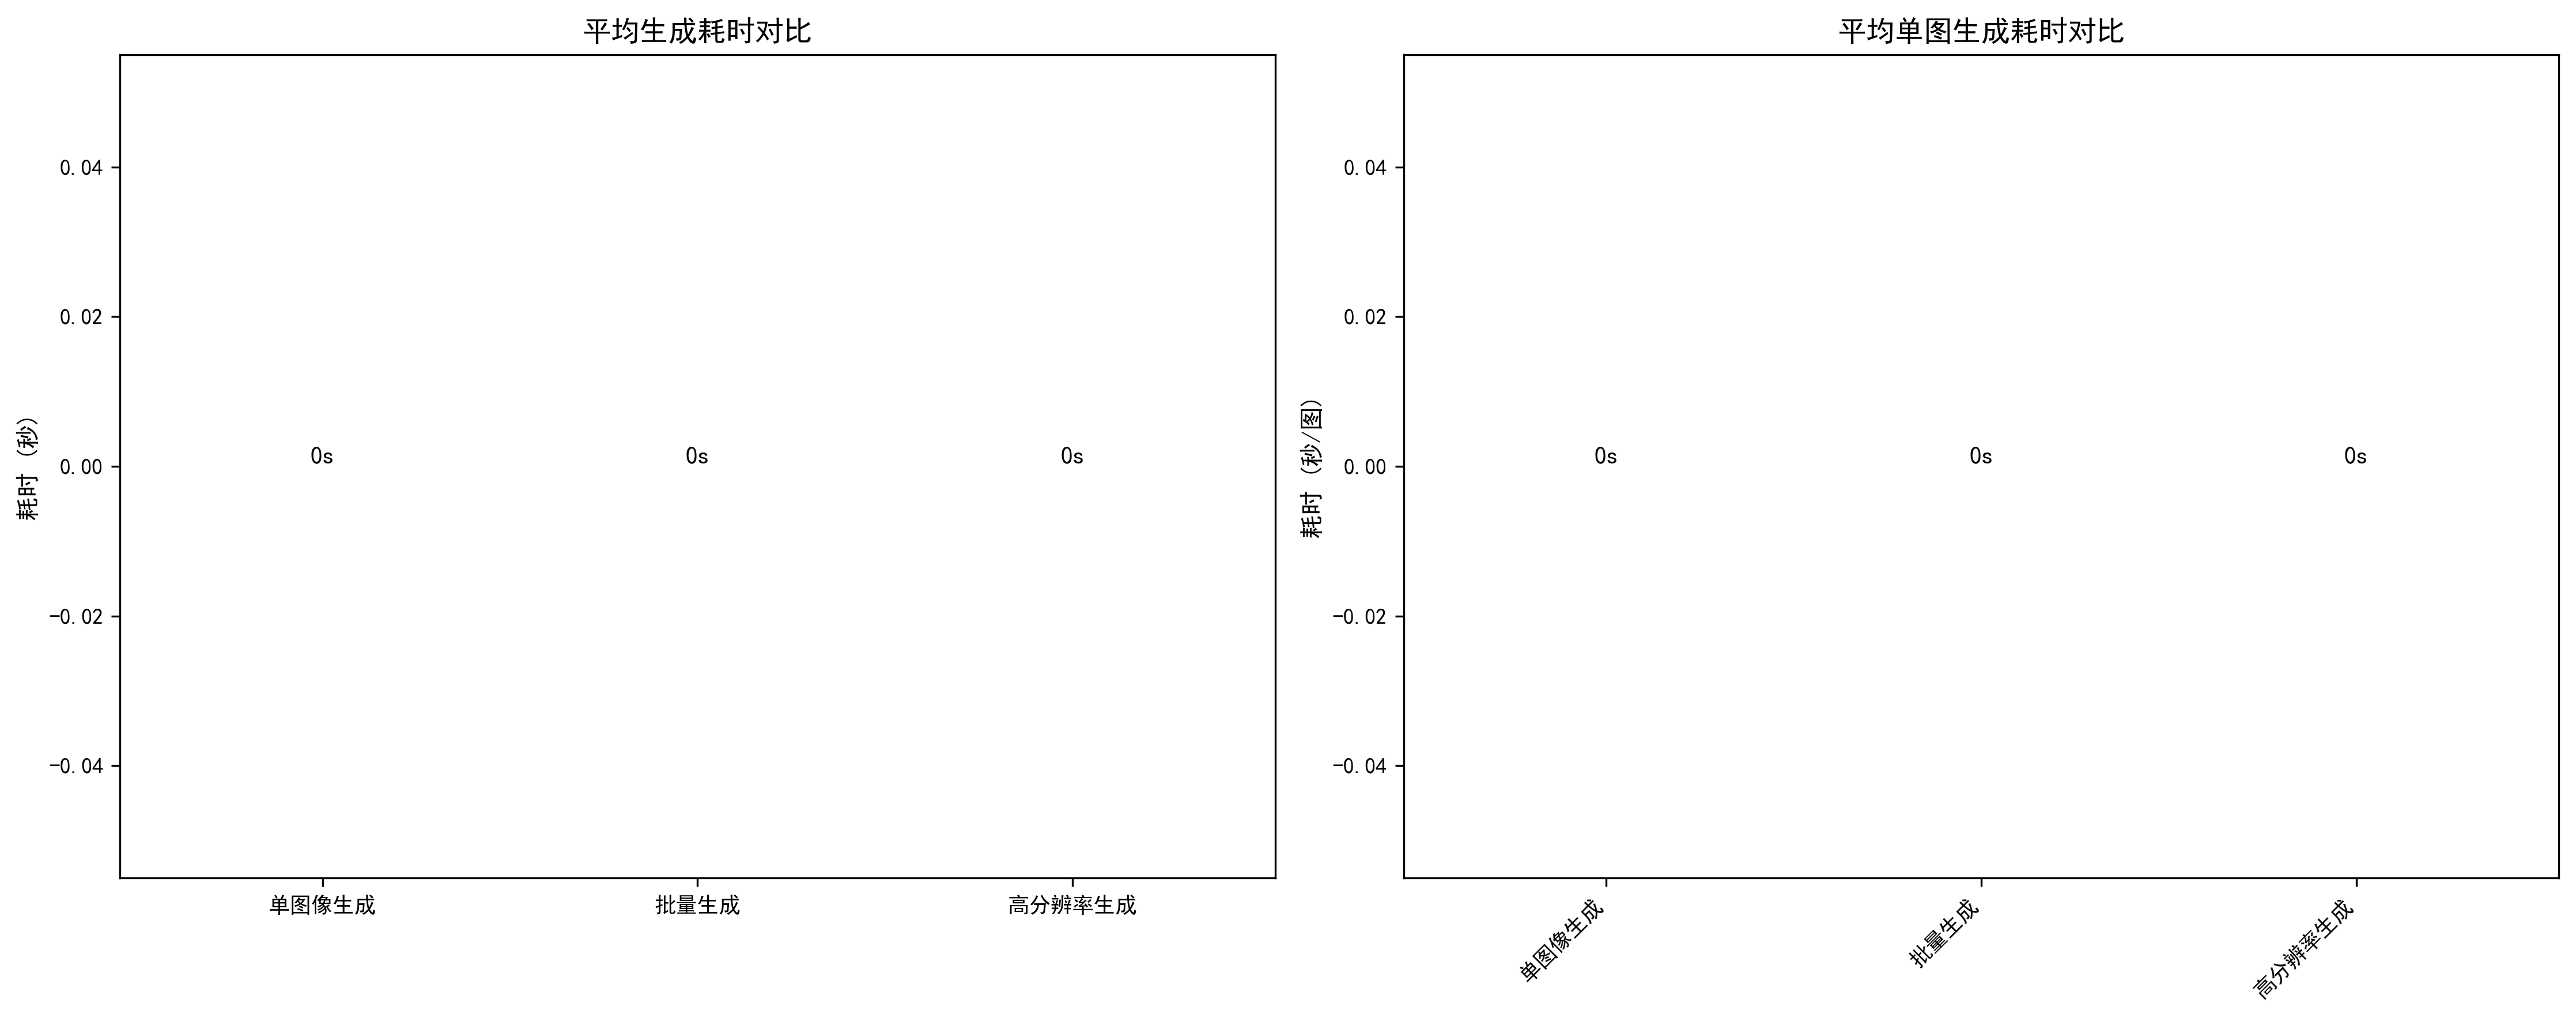 平均生成耗时对比
耗时 (秒)
0.04
0.02
0.00
-0.02
-0.04
0s
0s
0s
单图像生成
批量生成
高分辨率生成
平均单图生成耗时对比
耗时 (秒/图)
0.04
0.02
0.00
-0.02
-0.04
0s
0s
0s
单图像生成
批量生成
高分辨率生成